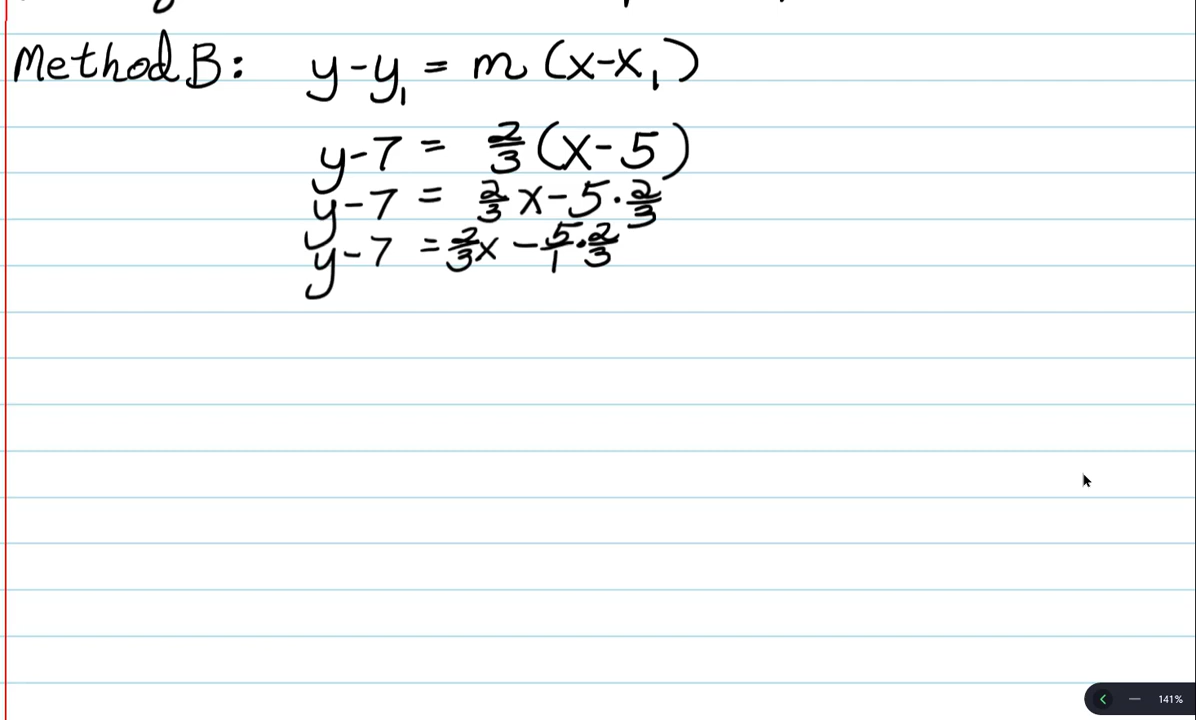 Method B: y-y₁ = m (x-x₁)
y-7 = 2/3 (x-5)
y-7 = 2/3 x - 5 · 2/3
y-7 = 2/3 x - 5/1 · 2/3
141%